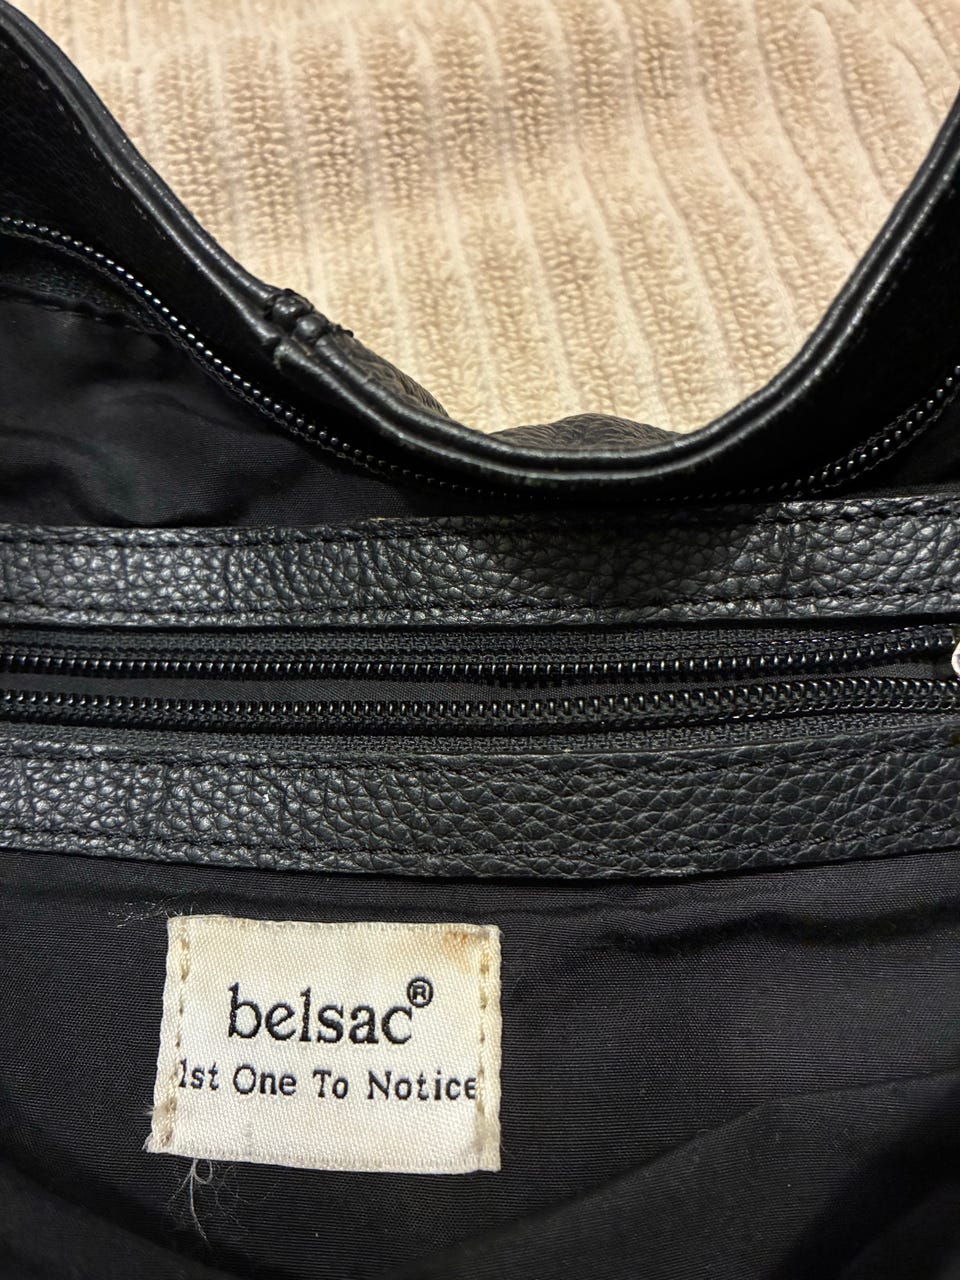 belsac®
1st One To Notice